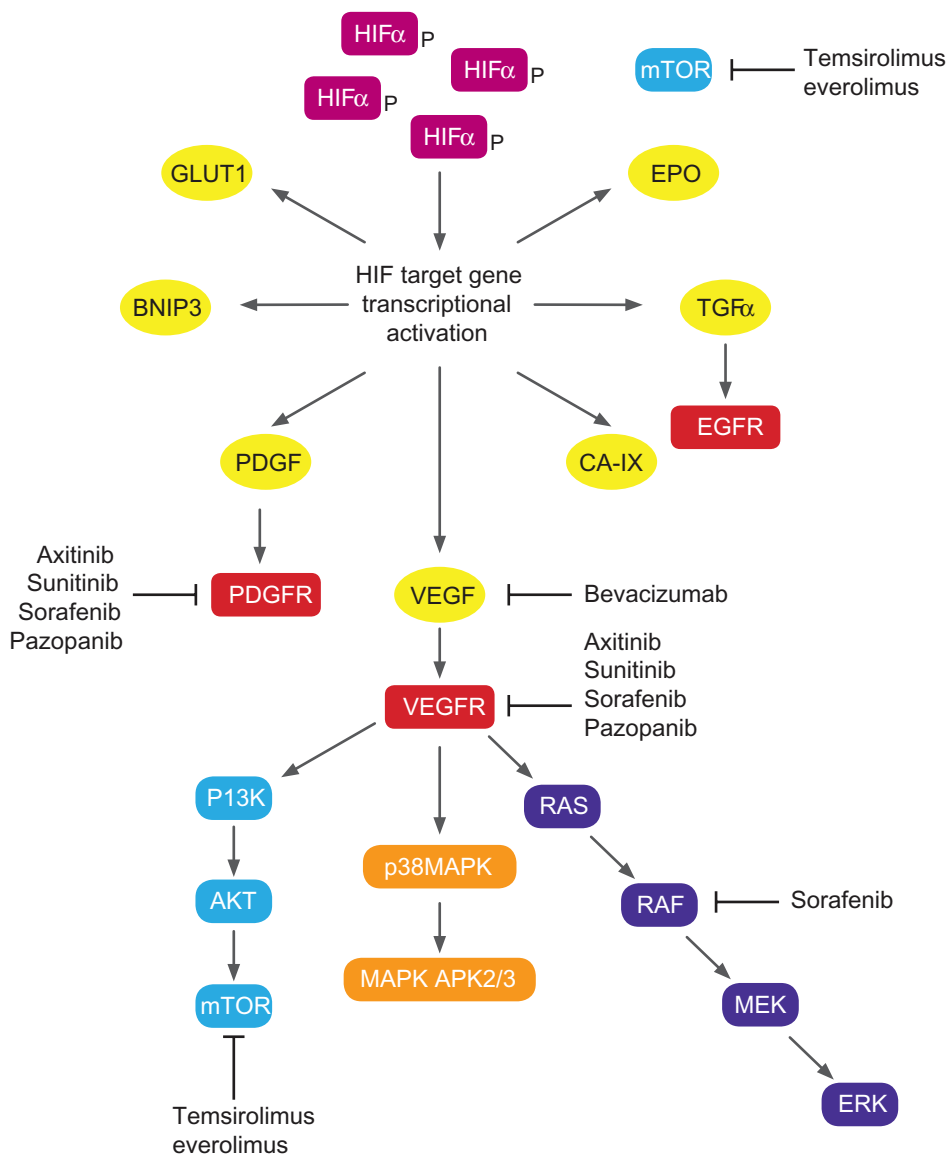 HIFα P
HIFα P
HIFα P
HIFα P
mTOR
Temsirolimus
everolimus
GLUT1
EPO
HIF target gene
transcriptional
activation
BNIP3
TGFα
EGFR
PDGF
CA-IX
Axitinib
Sunitinib
Sorafenib
Pazopanib
PDGFR
VEGF
Bevacizumab
Axitinib
Sunitinib
Sorafenib
Pazopanib
VEGFR
P13K
RAS
p38MAPK
AKT
RAF
Sorafenib
MAPK APK2/3
mTOR
MEK
ERK
Temsirolimus
everolimus